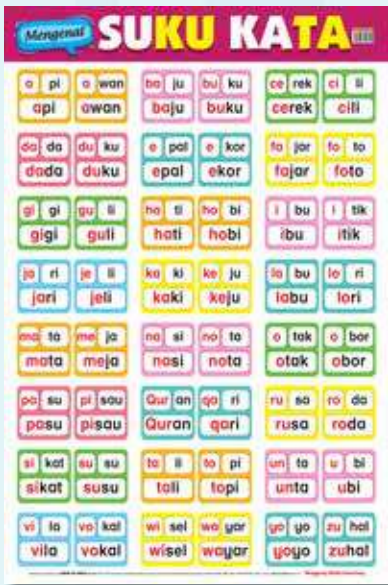 Mengenal SUKU KATA
a pi a wan ba ju bu ku ce rek ci li
api awan baju buku cerek cili
da da du ku e pal e kor fa jar fo to
dada duku epal ekor fajar foto
gi gi gu li ha ti ho bi i bu i tik
gigi guli hati hobi ibu itik
ja ri je li ka ki ke ju la bu lo ri
jari jeli kaki keju labu lori
ma ta me ja na si no ta o tak o bor
mata meja nasi nota otak obor
pa su pi sau Qur an qa ri ru sa ro da
pasu pisau Quran qari rusa roda
si kat su su ta li to pi un ta u bi
sikat susu tali topi unta ubi
vi la vo kal wi sel wa yar yo yo zu hal
vila vokal wisel wayar yoyo zuhal